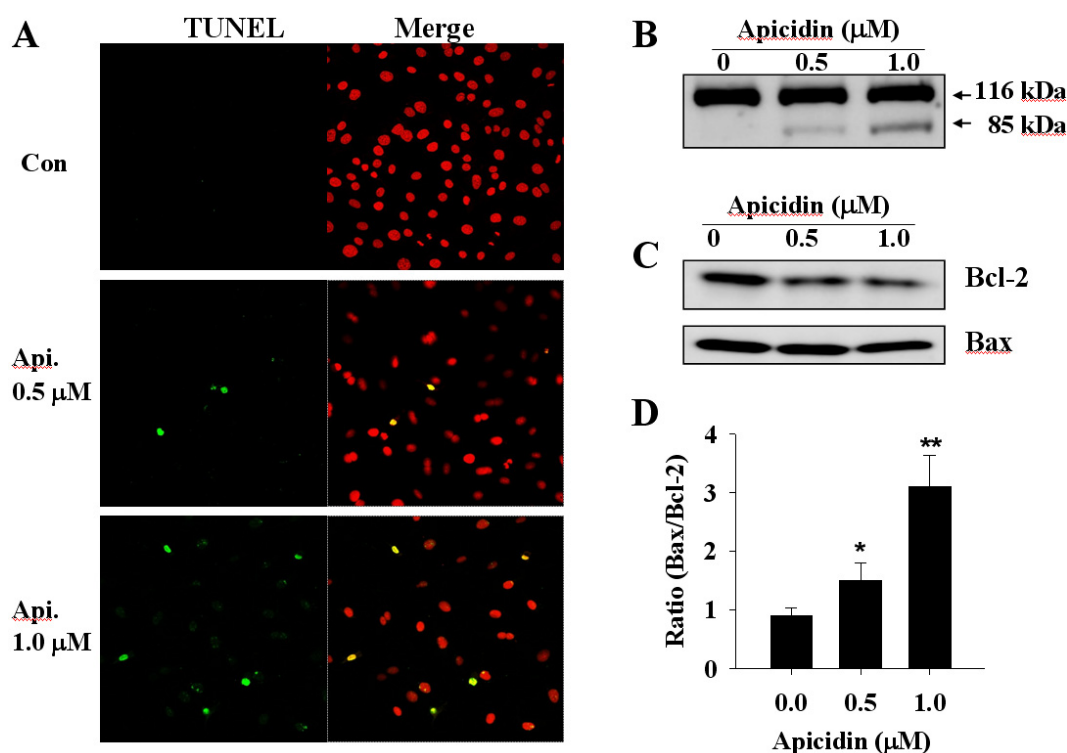 A
TUNEL Merge
Con
Api.
0.5 μM
Api.
1.0 μM
B
Apicidin (μM)
0 0.5 1.0
116 kDa
85 kDa
C
Apicidin (μM)
0 0.5 1.0
Bcl-2
Bax
D
Ratio (Bax/Bcl-2)
4
3
2
1
0
*
**
0.0 0.5 1.0
Apicidin (μM)